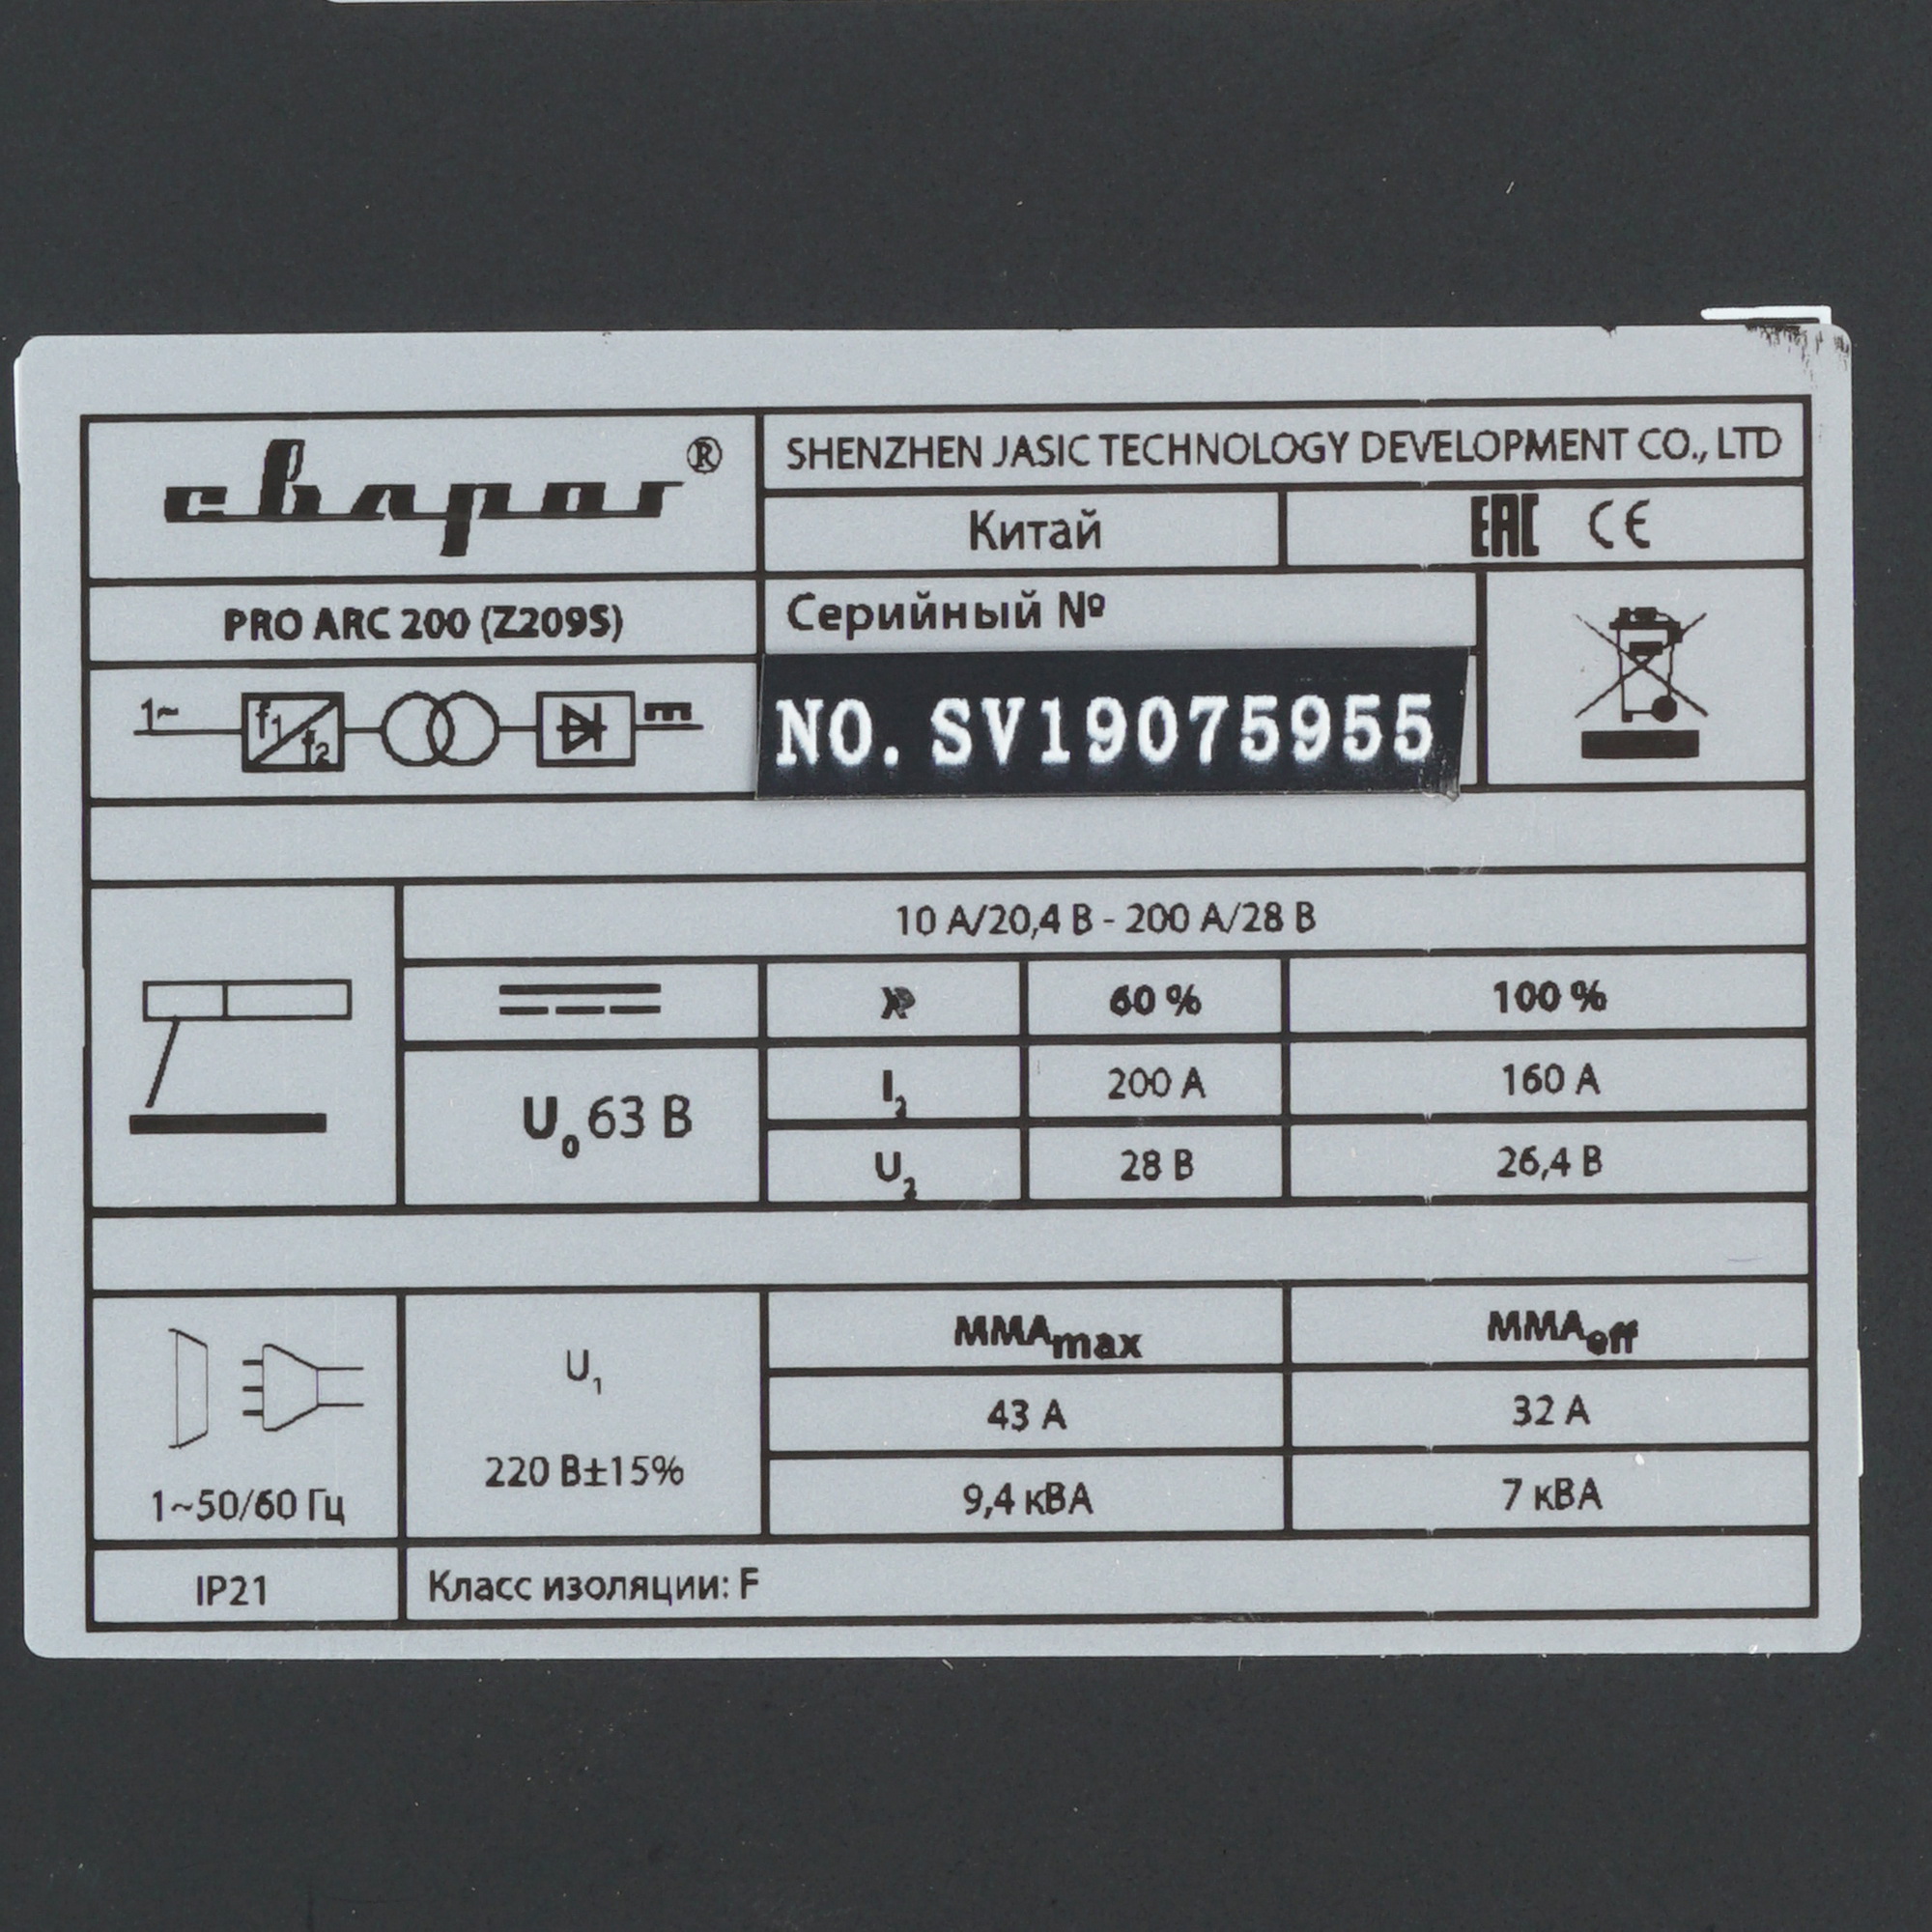 сварог®
SHENZHEN JASIC TECHNOLOGY DEVELOPMENT CO., LTD
Китай
EAC CE
PRO ARC 200 (Z209S)
Серийный №
NO. SV19075955
1~ f1 f2
10 А/20,4 В - 200 А/28 В
60 % 100 %
I2 200 А 160 А
U0 63 В
U2 28 В 26,4 В
MMAmax MMAeff
U1
43 А 32 А
220 В±15%
9,4 кВА 7 кВА
1~50/60 Гц
IP21 Класс изоляции: F